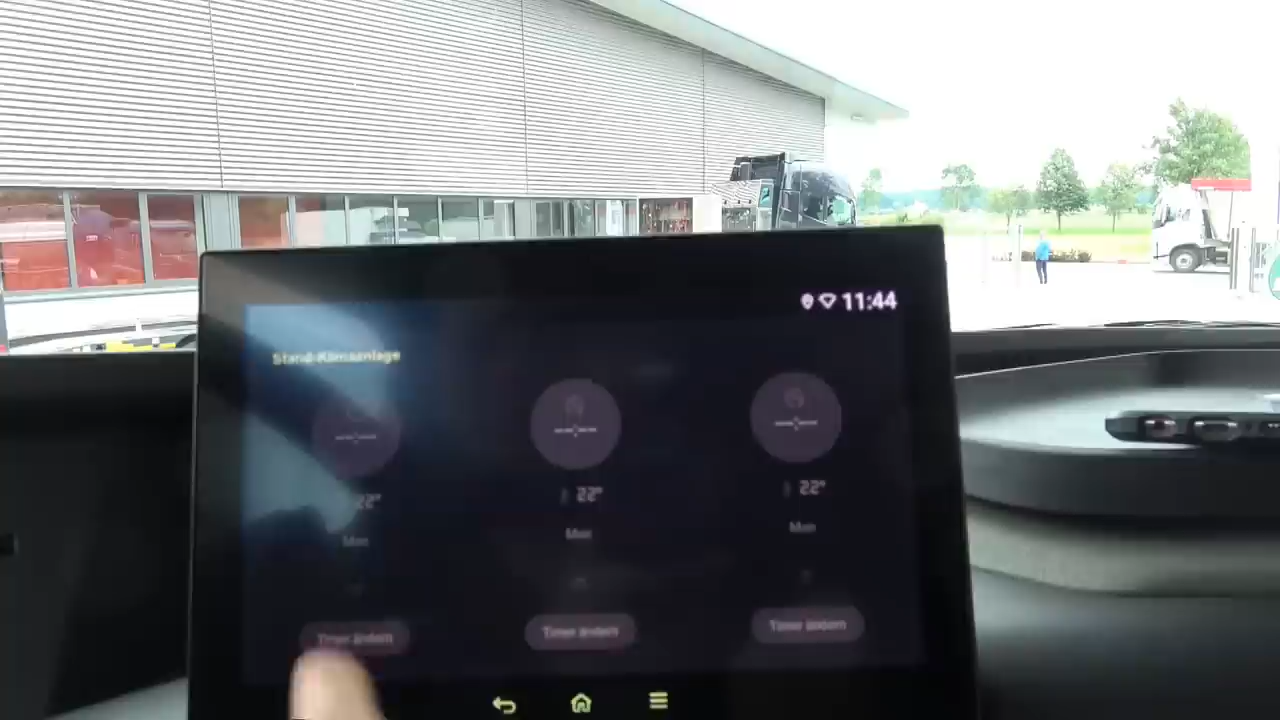 11:44
Stand-Klimaanlage
--:-- --:-- --:--
22° 22° 22°
Mon Mon Mon
Timer ändern Timer ändern Timer ändern